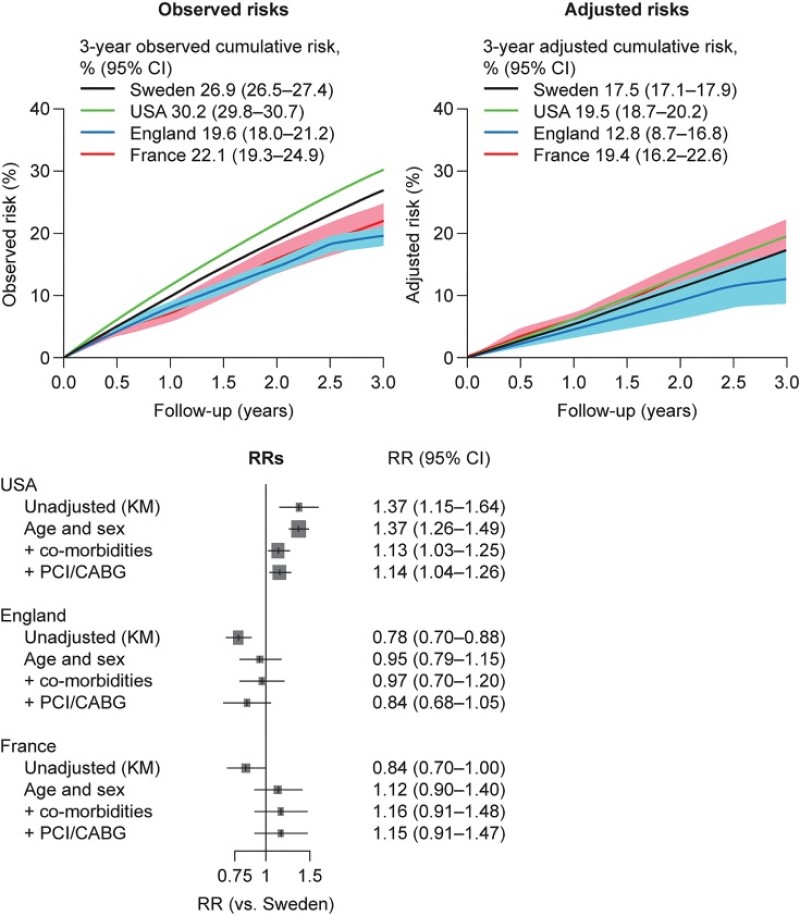 Observed risks
3-year observed cumulative risk,
% (95% CI)
Sweden 26.9 (26.5–27.4)
USA 30.2 (29.8–30.7)
England 19.6 (18.0–21.2)
France 22.1 (19.3–24.9)
Observed risk (%)
40
30
20
10
0
0.0 0.5 1.0 1.5 2.0 2.5 3.0
Follow-up (years)
Adjusted risks
3-year adjusted cumulative risk,
% (95% CI)
Sweden 17.5 (17.1–17.9)
USA 19.5 (18.7–20.2)
England 12.8 (8.7–16.8)
France 19.4 (16.2–22.6)
Adjusted risk (%)
40
30
20
10
0
0.0 0.5 1.0 1.5 2.0 2.5 3.0
Follow-up (years)
RRs RR (95% CI)
USA
Unadjusted (KM) 1.37 (1.15–1.64)
Age and sex 1.37 (1.26–1.49)
+ co-morbidities 1.13 (1.03–1.25)
+ PCI/CABG 1.14 (1.04–1.26)
England
Unadjusted (KM) 0.78 (0.70–0.88)
Age and sex 0.95 (0.79–1.15)
+ co-morbidities 0.97 (0.70–1.20)
+ PCI/CABG 0.84 (0.68–1.05)
France
Unadjusted (KM) 0.84 (0.70–1.00)
Age and sex 1.12 (0.90–1.40)
+ co-morbidities 1.16 (0.91–1.48)
+ PCI/CABG 1.15 (0.91–1.47)
0.75 1 1.5
RR (vs. Sweden)